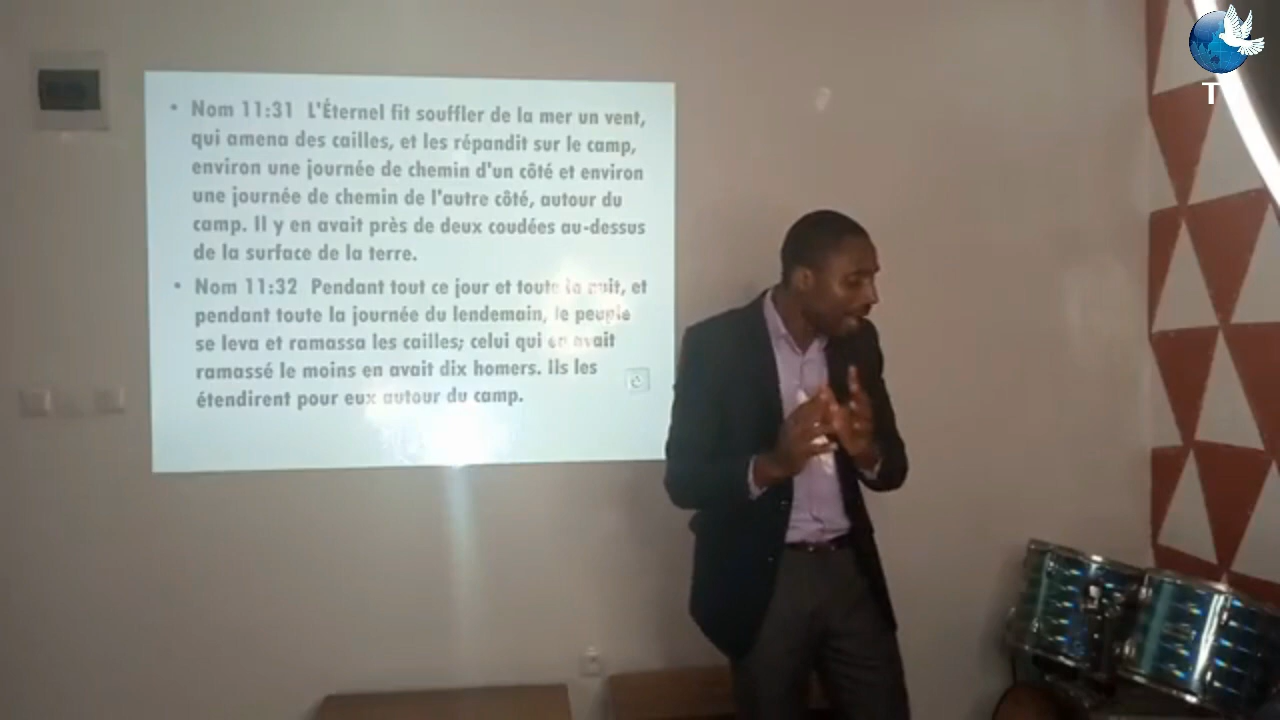 • Nom 11:31 L'Éternel fit souffler de la mer un vent,
qui amena des cailles, et les répandit sur le camp,
environ une journée de chemin d'un côté et environ
une journée de chemin de l'autre côté, autour du
camp. Il y en avait près de deux coudées au-dessus
de la surface de la terre.
• Nom 11:32 Pendant tout ce jour et toute la nuit, et
pendant toute la journée du lendemain, le peuple
se leva et ramassa les cailles; celui qui en avait
ramassé le moins en avait dix homers. Ils les
étendirent pour eux autour du camp.
T